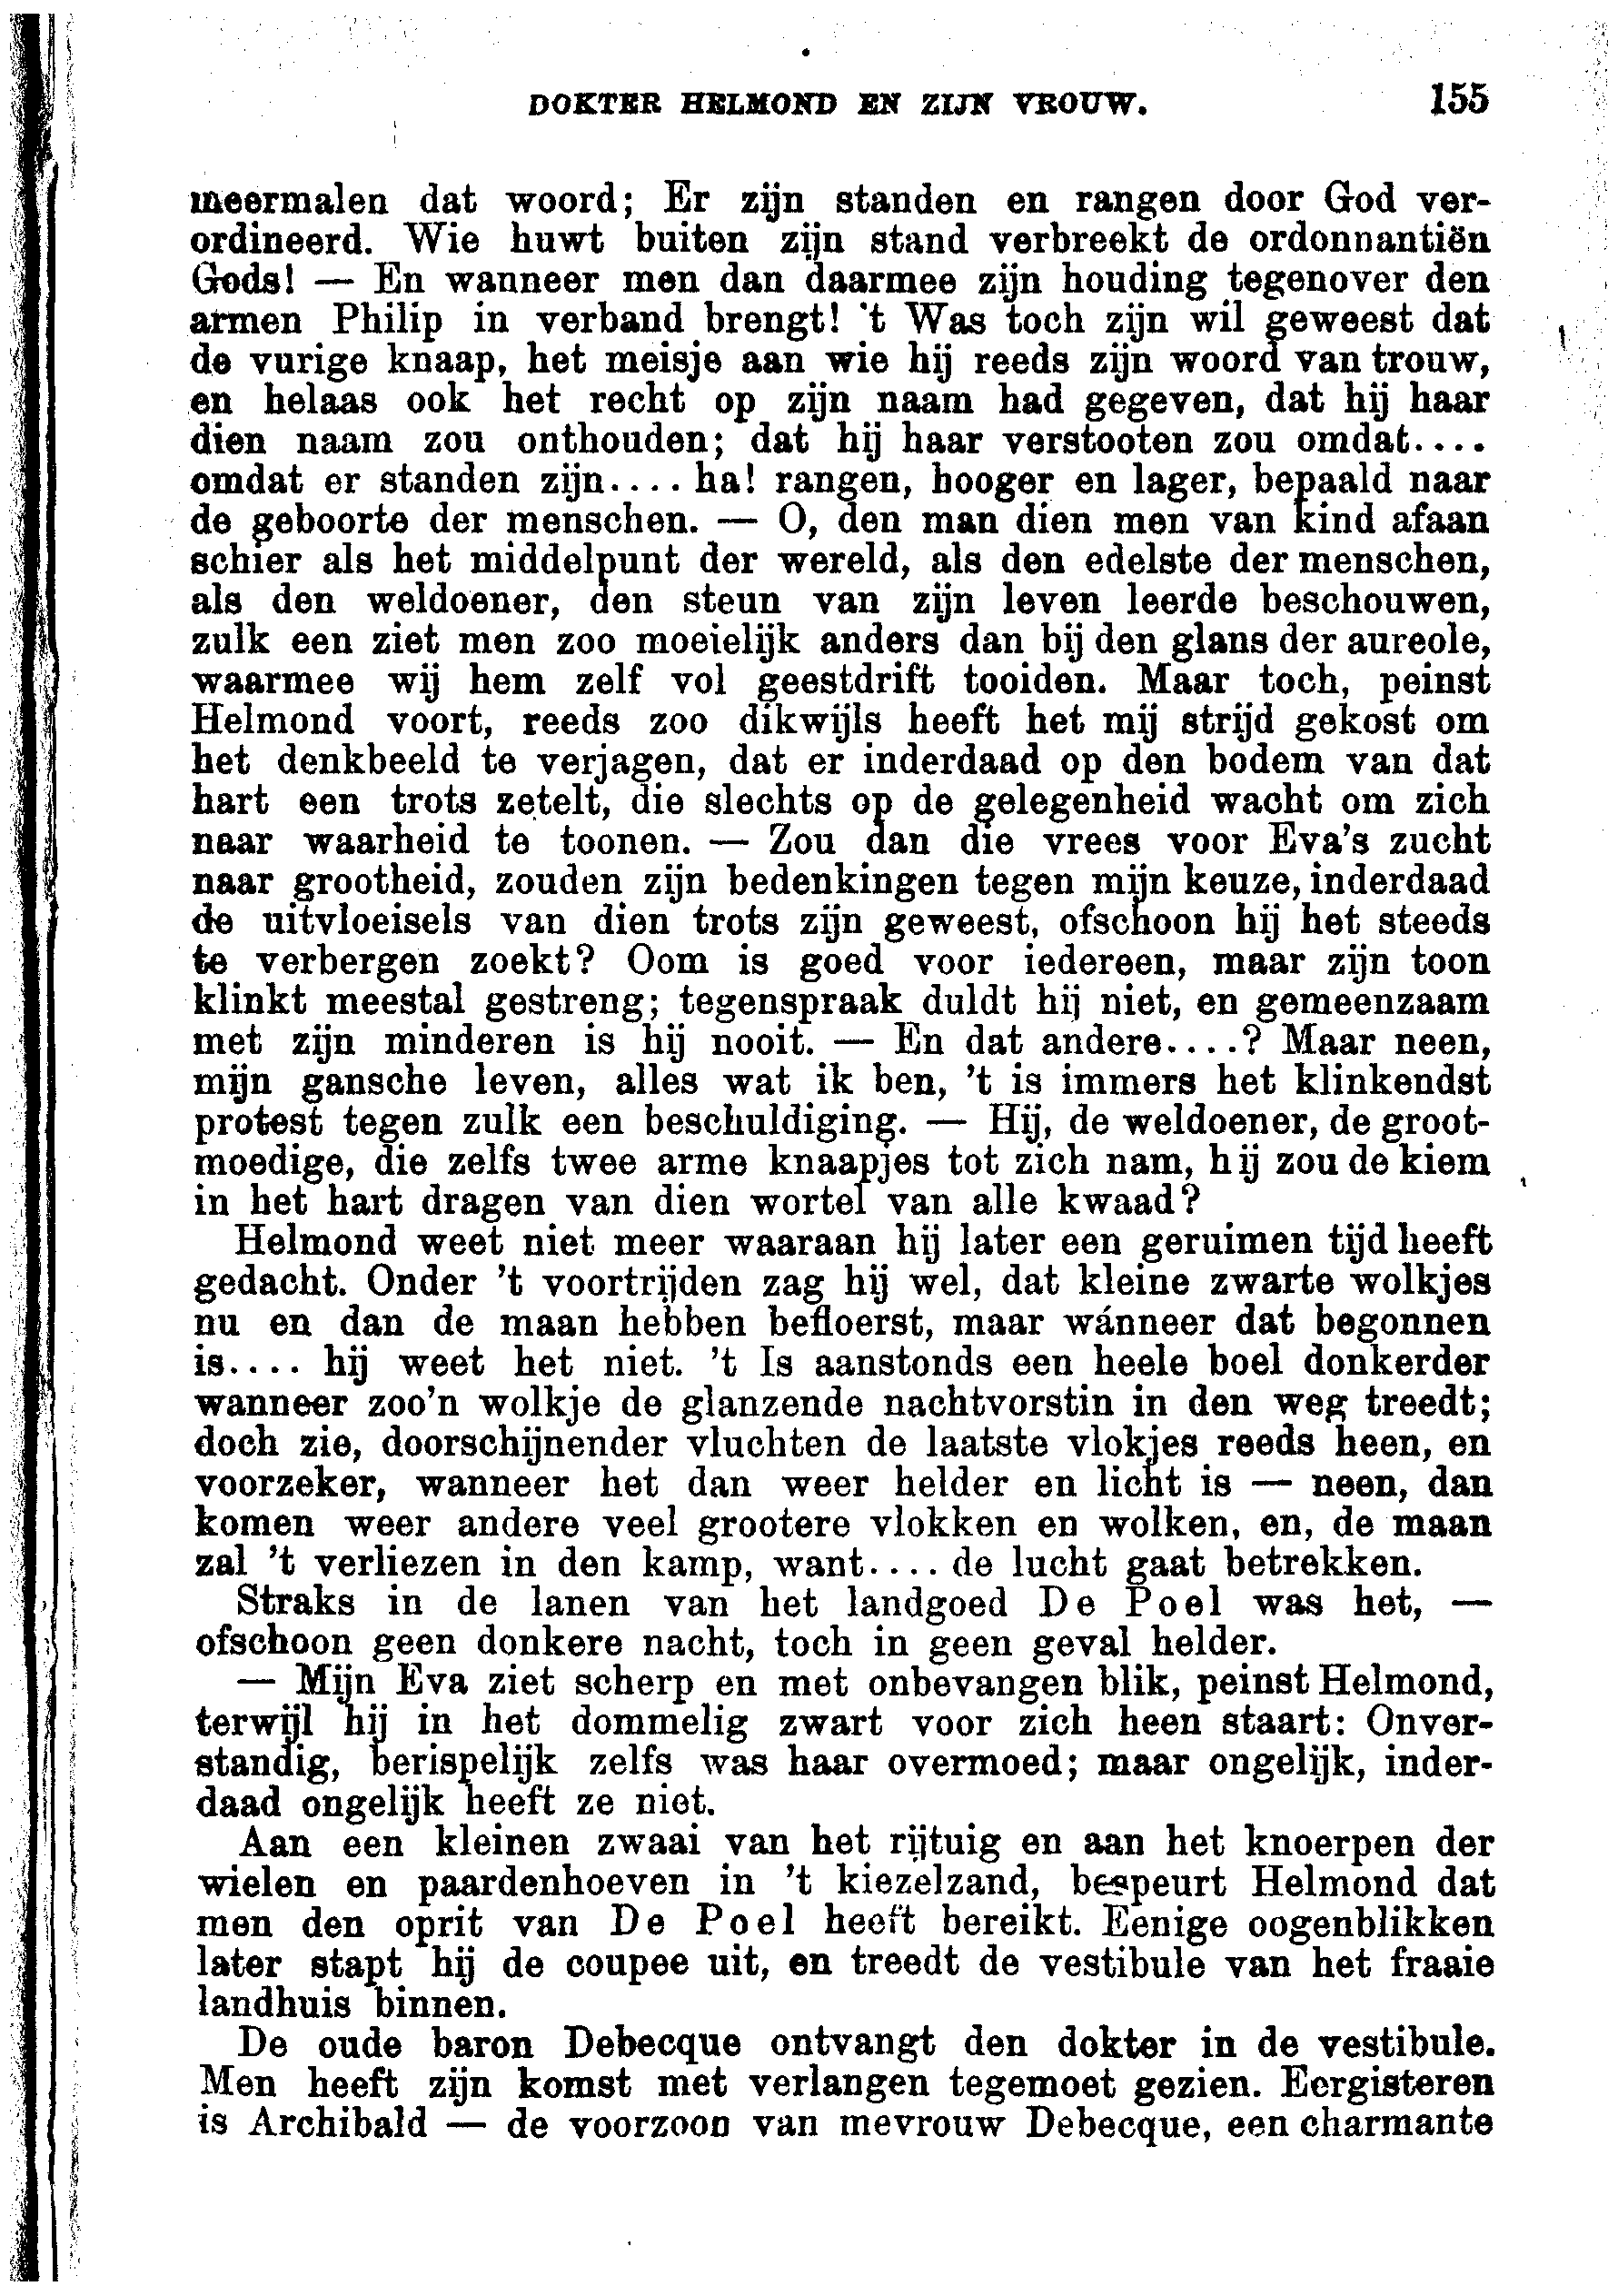 DOKTER HELMOND EN ZIJN VROUW. 155
meermalen dat woord; Er zijn standen en rangen door God ver-
ordineerd. Wie huwt buiten zijn stand verbreekt de ordonnantiën
Gods! — En wanneer men dan daarmee zijn houding tegenover den
armen Philip in verband brengt! 't Was toch zijn wil geweest dat
de vurige knaap, het meisje aan wie hij reeds zijn woord van trouw,
en helaas ook het recht op zijn naam had gegeven, dat hij haar
dien naam zou onthouden; dat hij haar verstooten zou omdat....
omdat er standen zijn.... ha! rangen, hooger en lager, bepaald naar
de geboorte der menschen. — O, den man dien men van kind afaan
schier als het middelpunt der wereld, als den edelste der menschen,
als den weldoener, den steun van zijn leven leerde beschouwen,
zulk een ziet men zoo moeielijk anders dan bij den glans der aureole,
waarmee wij hem zelf vol geestdrift tooiden. Maar toch, peinst
Helmond voort, reeds zoo dikwijls heeft het mij strijd gekost om
het denkbeeld te verjagen, dat er inderdaad op den bodem van dat
hart een trots zetelt, die slechts op de gelegenheid wacht om zich
naar waarheid te toonen. — Zou dan die vrees voor Eva's zucht
naar grootheid, zouden zijn bedenkingen tegen mijn keuze, inderdaad
de uitvloeisels van dien trots zijn geweest, ofschoon hij het steeds
te verbergen zoekt? Oom is goed voor iedereen, maar zijn toon
klinkt meestal gestreng; tegenspraak duldt hij niet, en gemeenzaam
met zijn minderen is hij nooit. — En dat andere....? Maar neen,
mijn gansche leven, alles wat ik ben, 't is immers het klinkendst
protest tegen zulk een beschuldiging. — Hij, de weldoener, de groot-
moedige, die zelfs twee arme knaapjes tot zich nam, hij zou de kiem
in het hart dragen van dien wortel van alle kwaad?
Helmond weet niet meer waaraan hij later een geruimen tijd heeft
gedacht. Onder 't voortrijden zag hij wel, dat kleine zwarte wolkjes
nu en dan de maan hebben befloerst, maar wánneer dat begonnen
is.... hij weet het niet. 't Is aanstonds een heele boel donkerder
wanneer zoo'n wolkje de glanzende nachtvorstin in den weg treedt;
doch zie, doorschijnender vluchten de laatste vlokjes reeds heen, en
voorzeker, wanneer het dan weer helder en licht is — neen, dan
komen weer andere veel grootere vlokken en wolken, en, de maan
zal 't verliezen in den kamp, want.... de lucht gaat betrekken.
Straks in de lanen van het landgoed De Poel was het, —
ofschoon geen donkere nacht, toch in geen geval helder.
— Mijn Eva ziet scherp en met onbevangen blik, peinst Helmond,
terwijl hij in het dommelig zwart voor zich heen staart: Onver-
standig, berispelijk zelfs was haar overmoed; maar ongelijk, inder-
daad ongelijk heeft ze niet.
Aan een kleinen zwaai van het rijtuig en aan het knoerpen der
wielen en paardenhoeven in 't kiezelzand, bespeurt Helmond dat
men den oprit van De Poel heeft bereikt. Eenige oogenblikken
later stapt hij de coupee uit, en treedt de vestibule van het fraaie
landhuis binnen.
De oude baron Debecque ontvangt den dokter in de vestibule.
Men heeft zijn komst met verlangen tegemoet gezien. Eergisteren
is Archibald — de voorzoon van mevrouw Debecque, een charmante